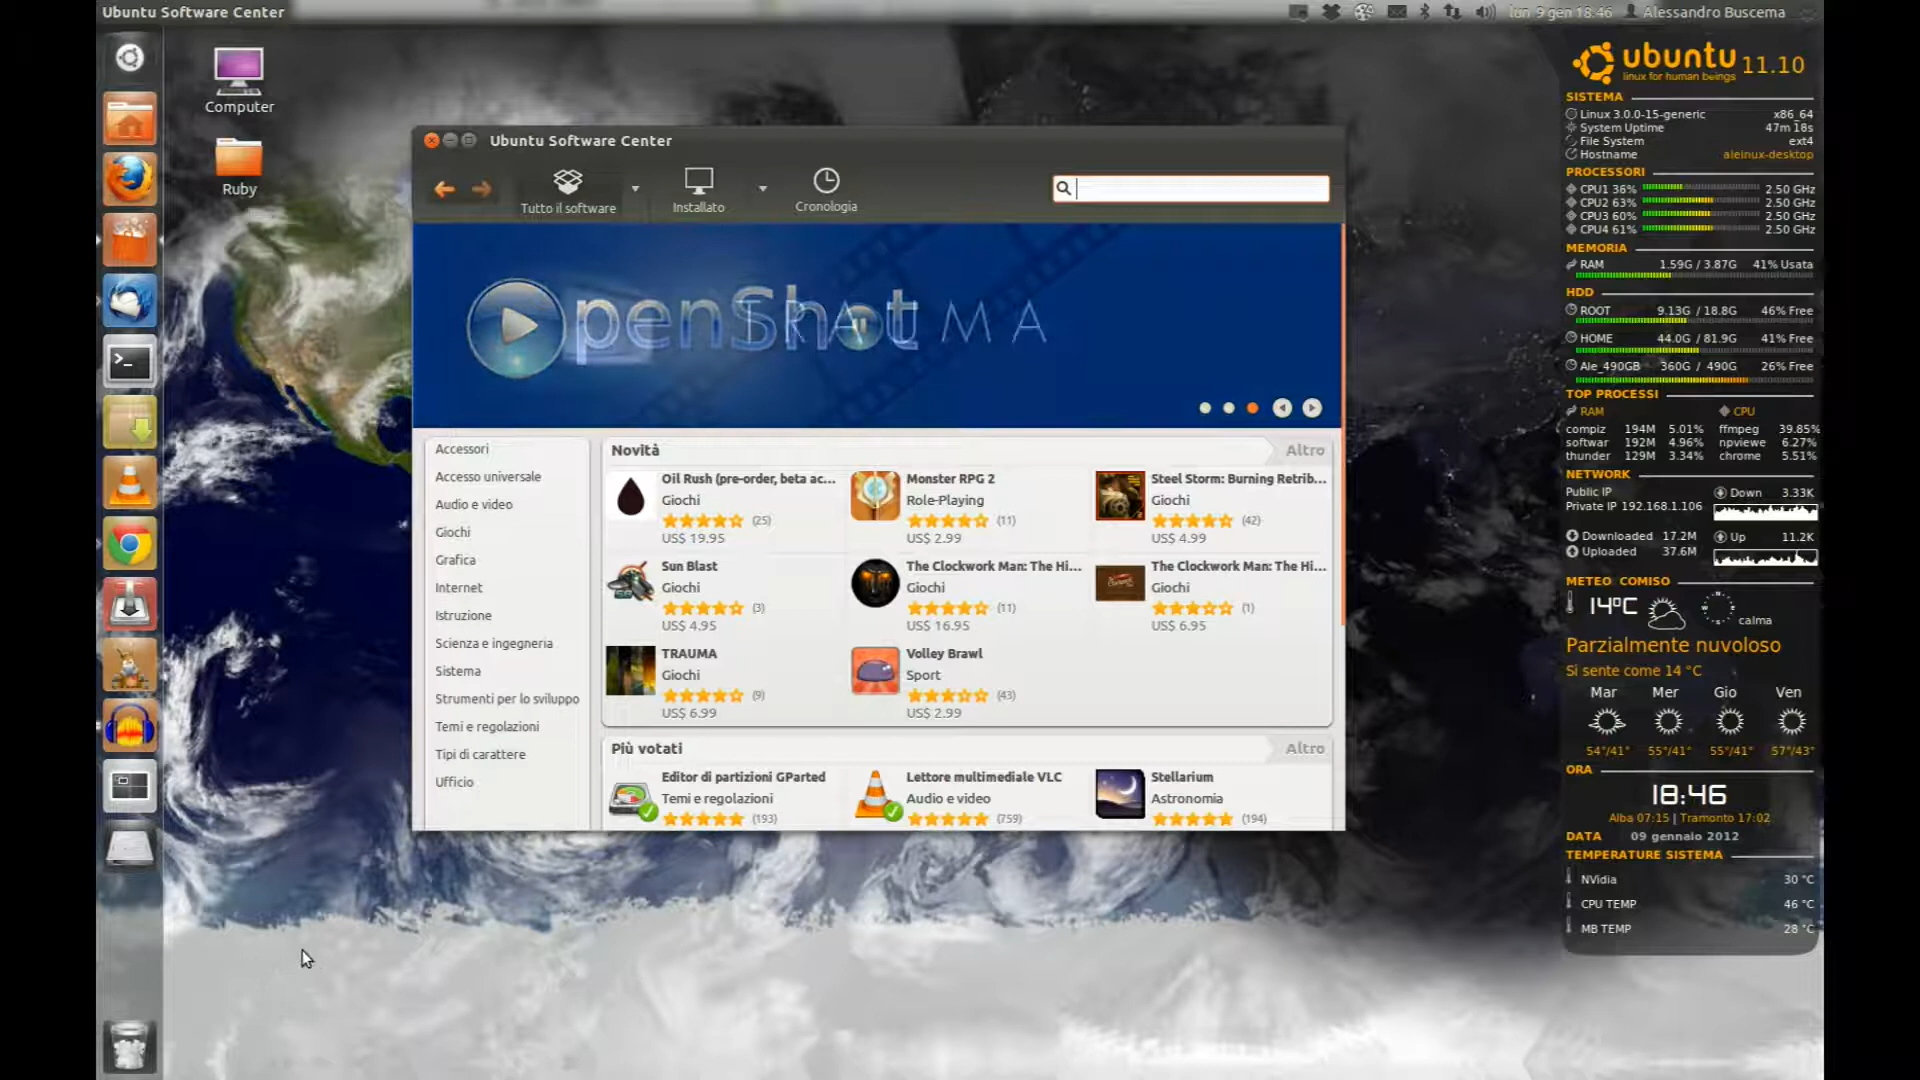 Ubuntu Software Center
lun 9 gen 18:46 Alessandro Buscema
Computer
Ruby
Ubuntu Software Center
Tutto il software
Installato
Cronologia
penShot
TRAUMA
Accessori
Accesso universale
Audio e video
Giochi
Grafica
Internet
Istruzione
Scienza e ingegneria
Sistema
Strumenti per lo sviluppo
Temi e regolazioni
Tipi di carattere
Ufficio
Novità
Altro
Oil Rush (pre-order, beta ac...
Giochi
(25)
US$ 19.95
Monster RPG 2
Role-Playing
(11)
US$ 2.99
Steel Storm: Burning Retrib...
Giochi
(42)
US$ 4.99
Sun Blast
Giochi
(3)
US$ 4.95
The Clockwork Man: The Hi...
Giochi
(11)
US$ 16.95
The Clockwork Man: The Hi...
Giochi
(1)
US$ 6.95
TRAUMA
Giochi
(9)
US$ 6.99
Volley Brawl
Sport
(43)
US$ 2.99
Più votati
Altro
Editor di partizioni GParted
Temi e regolazioni
(193)
Lettore multimediale VLC
Audio e video
(759)
Stellarium
Astronomia
(194)
ubuntu 11.10
linux for human beings
SISTEMA
Linux 3.0.0-15-generic x86_64
System Uptime 47m 18s
File System ext4
Hostname aleinux-desktop
PROCESSORI
CPU1 36% 2.50 GHz
CPU2 63% 2.50 GHz
CPU3 60% 2.50 GHz
CPU4 61% 2.50 GHz
MEMORIA
RAM 1.59G / 3.87G 41% Usata
HDD
ROOT 9.13G / 18.8G 46% Free
HOME 44.0G / 81.9G 41% Free
Ale_490GB 360G / 490G 26% Free
TOP PROCESSI
RAM CPU
compiz 194M 5.01% ffmpeg 39.85%
softwar 192M 4.96% npviewe 6.27%
thunder 129M 3.34% chrome 5.51%
NETWORK
Public IP Down 3.33K
Private IP 192.168.1.106
Downloaded 17.2M Up 11.2K
Uploaded 37.6M
METEO COMISO
14°C
calma
Parzialmente nuvoloso
Si sente come 14 °C
Mar Mer Gio Ven
54°/41° 55°/41° 55°/41° 57°/43°
ORA
18:46
Alba 07:15 | Tramonto 17:02
DATA 09 gennaio 2012
TEMPERATURE SISTEMA
NVidia 30 °C
CPU TEMP 46 °C
MB TEMP 28 °C